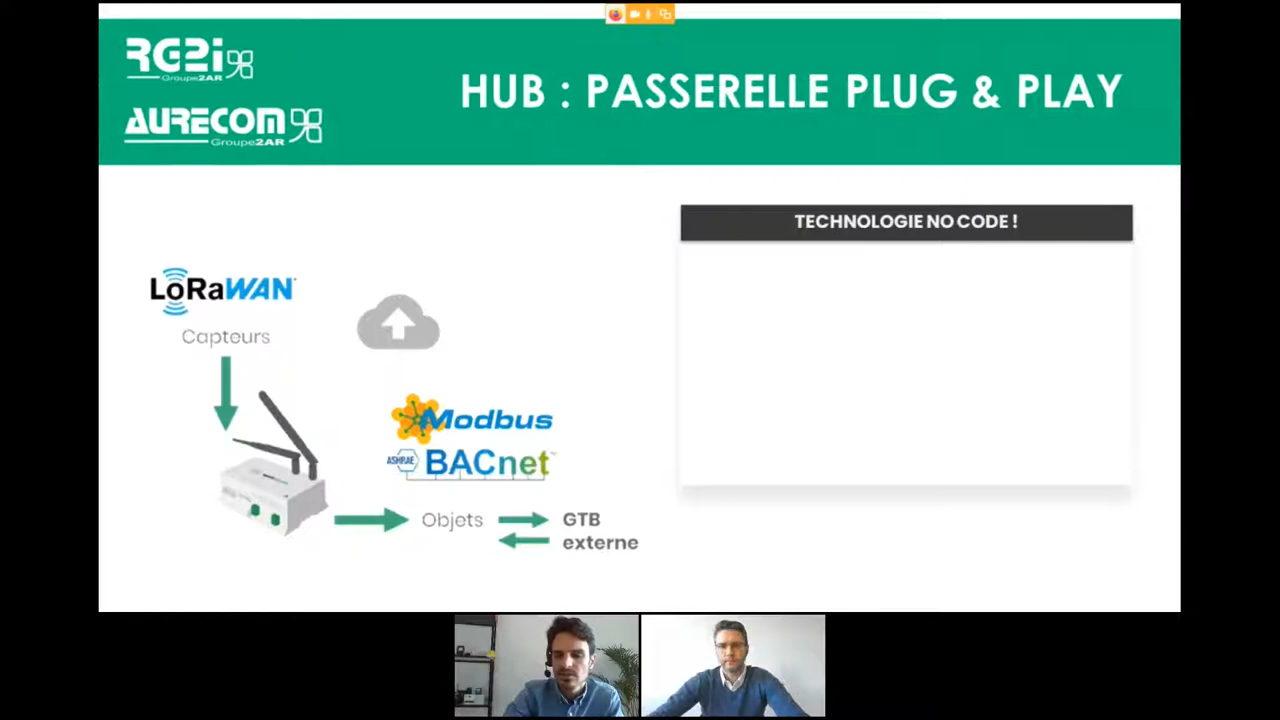 RG2i
Groupe2AR
AURECOM
Groupe2AR
HUB : PASSERELLE PLUG & PLAY
TECHNOLOGIE NO CODE !
LoRaWAN
Capteurs
Modbus
ASHRAE BACnet
Objets
GTB
externe